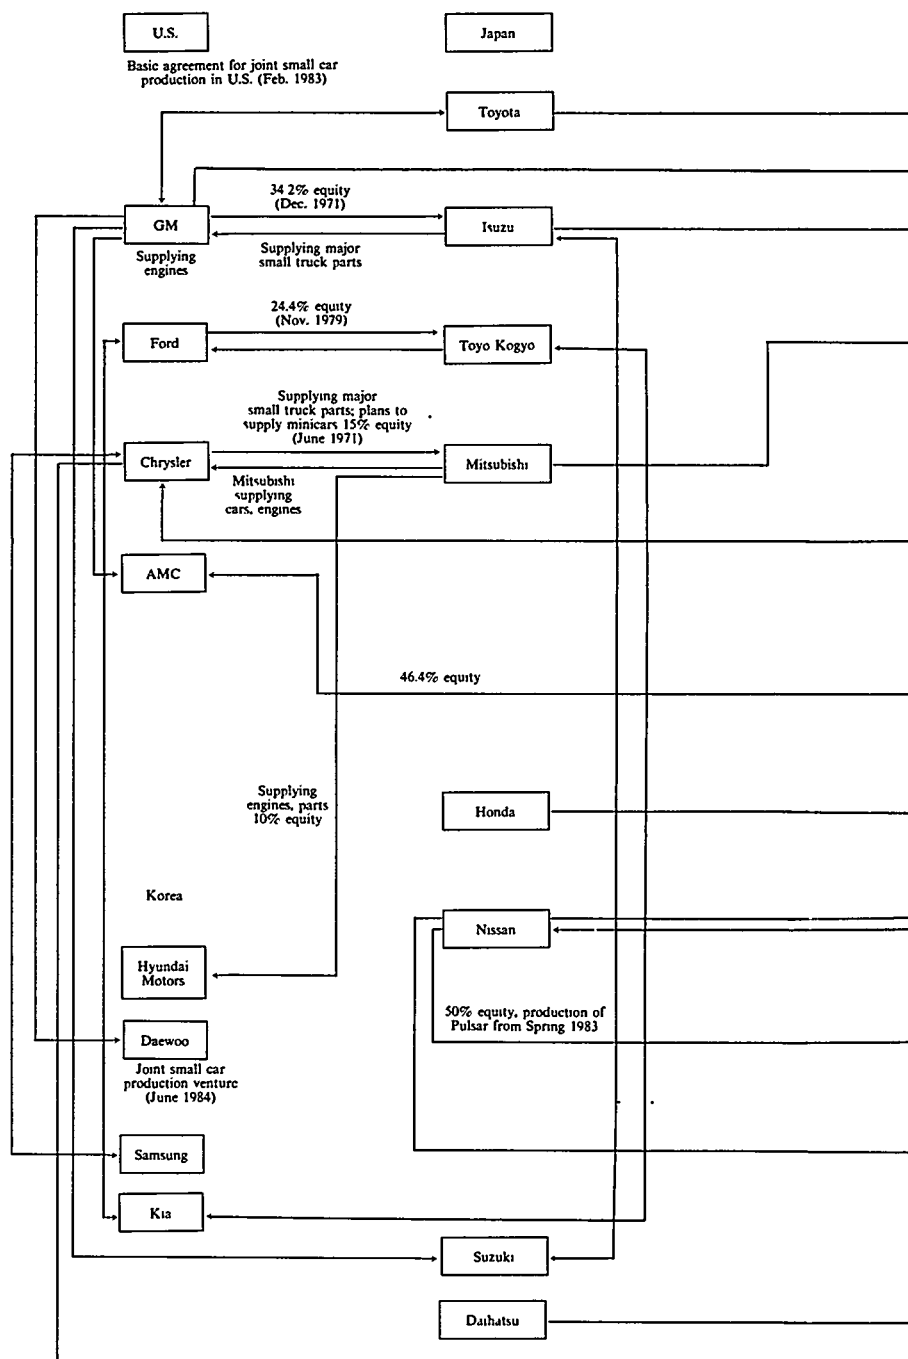 U.S.
Japan
Basic agreement for joint small car
production in U.S. (Feb. 1983)
Toyota
34 2% equity
(Dec. 1971)
GM
Isuzu
Supplying
engines
Supplying major
small truck parts
24.4% equity
(Nov. 1979)
Ford
Toyo Kogyo
Supplying major
small truck parts; plans to
supply minicars 15% equity
(June 1971)
Chrysler
Mitsubishi
Mitsubishi
supplying
cars, engines
AMC
46.4% equity
Supplying
engines, parts
10% equity
Honda
Korea
Nissan
Hyundai
Motors
50% equity, production of
Pulsar from Spring 1983
Daewoo
Joint small car
production venture
(June 1984)
Samsung
Kia
Suzuki
Daihatsu